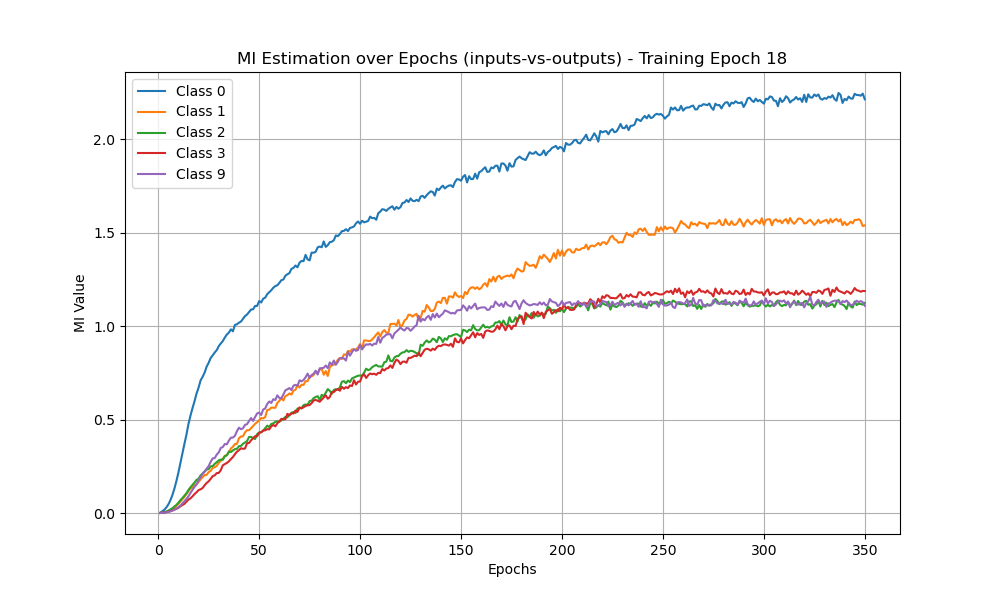 MI Estimation over Epochs (inputs-vs-outputs) - Training Epoch 18
Class 0
Class 1
Class 2
Class 3
Class 9
MI Value
2.0
1.5
1.0
0.5
0.0
0 50 100 150 200 250 300 350
Epochs